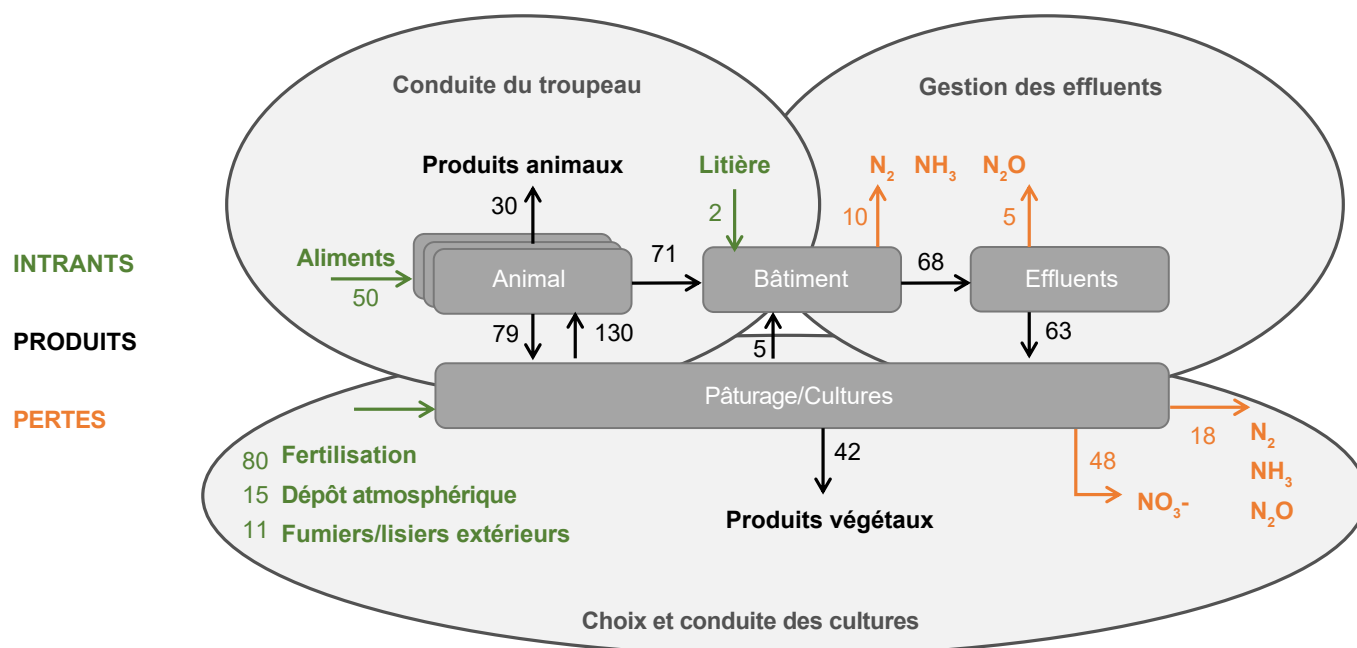 Conduite du troupeau
Gestion des effluents
Produits animaux
Litière
N₂ NH₃ N₂O
30
2
10
5
INTRANTS
Aliments
50
Animal
71
Bâtiment
68
Effluents
PRODUITS
79
130
5
63
PERTES
Pâturage/Cultures
18
N₂
NH₃
N₂O
42
48
NO₃-
80 Fertilisation
15 Dépôt atmosphérique
11 Fumiers/lisiers extérieurs
Produits végétaux
Choix et conduite des cultures